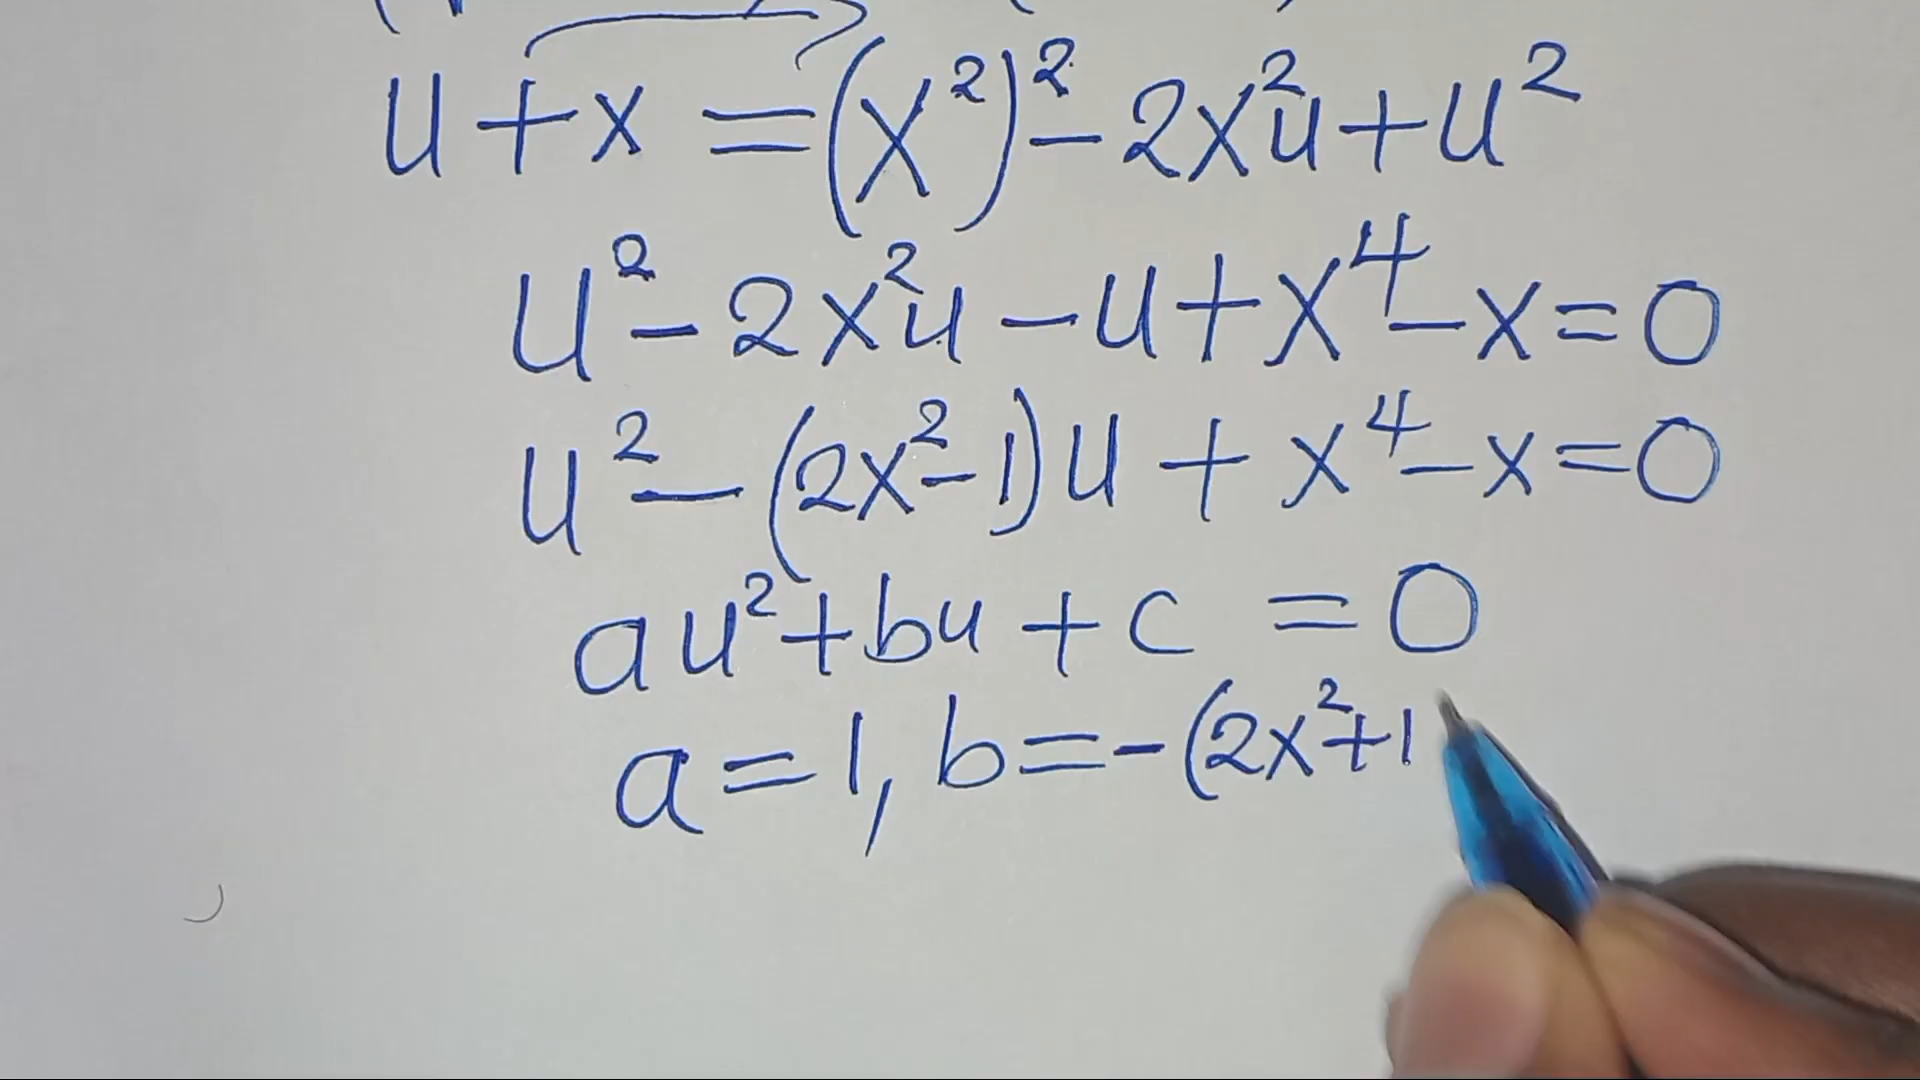 u + x = (x²)² - 2x²u + u²
u² - 2x²u - u + x⁴ - x = 0
u² - (2x² - 1)u + x⁴ - x = 0
au² + bu + c = 0
a = 1, b = - (2x² + 1